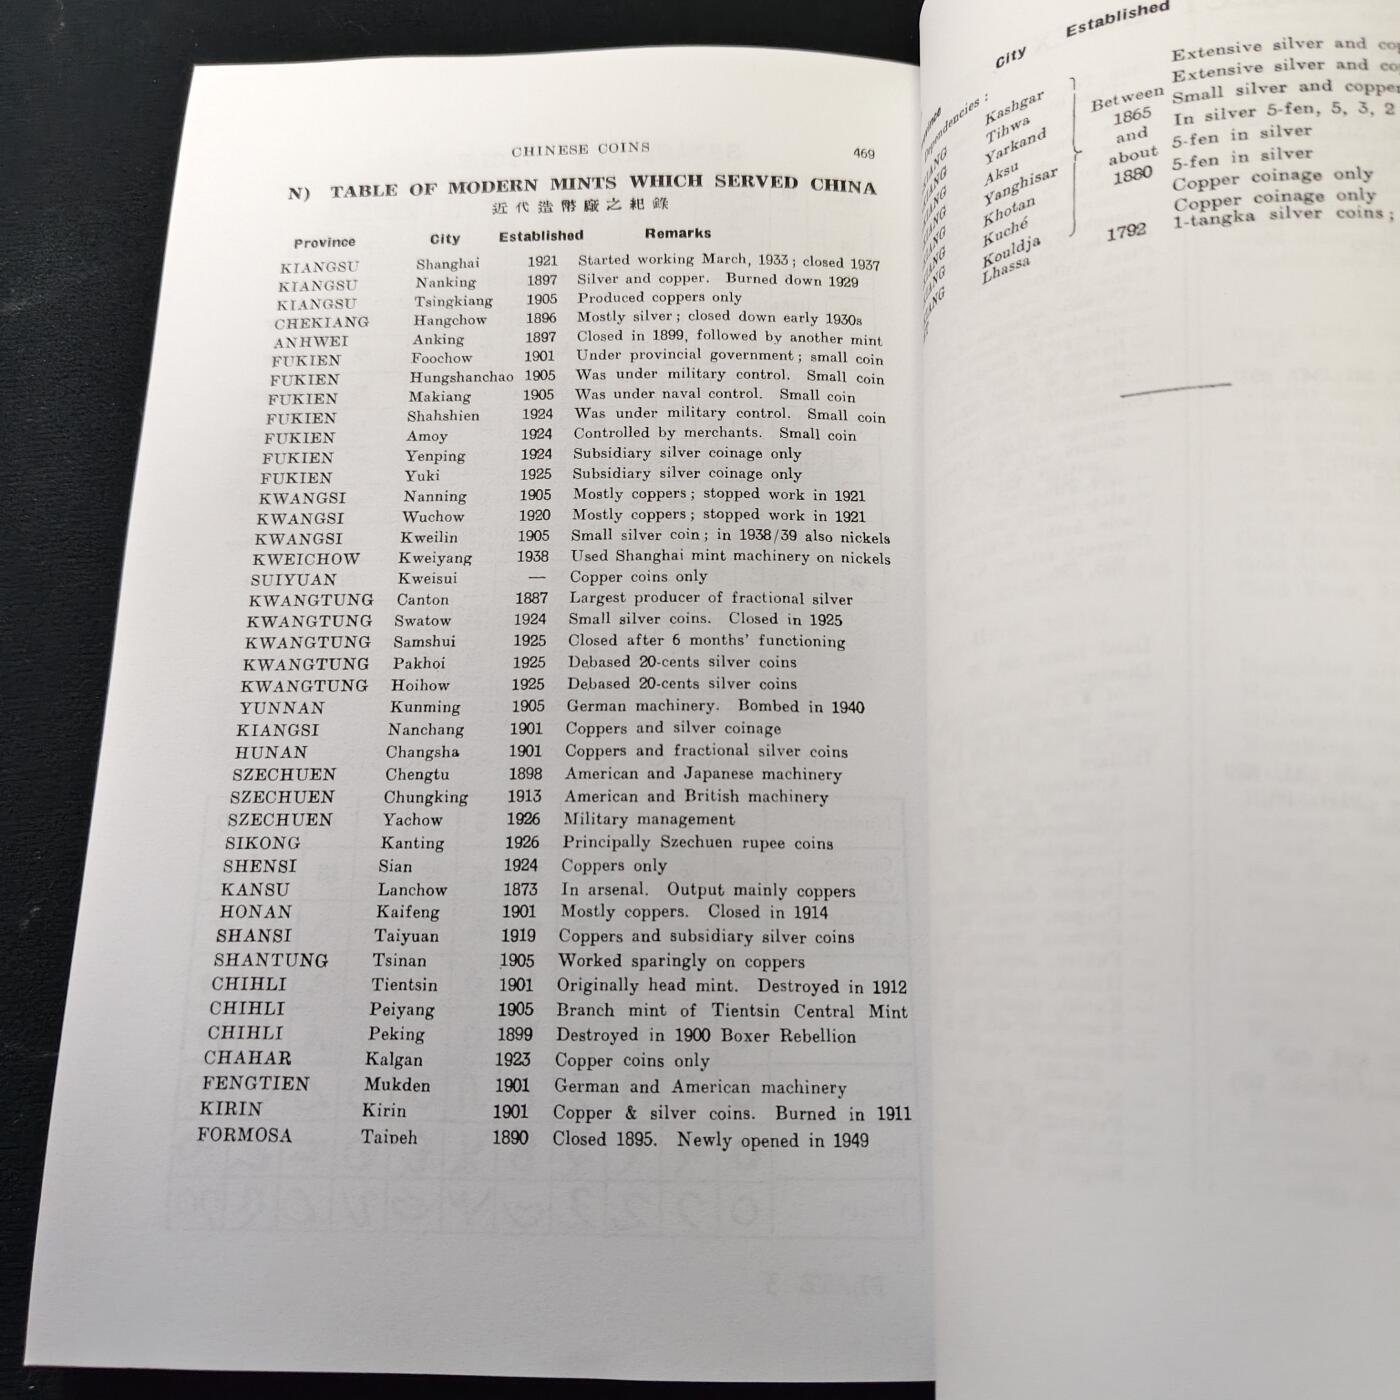 CHINESE COINS 469
N) TABLE OF MODERN MINTS WHICH SERVED CHINA
近代造幣廠之紀錄
Province City Established Remarks
KIANGSU Shanghai 1921 Started working March, 1933; closed 1937
KIANGSU Nanking 1897 Silver and copper. Burned down 1929
KIANGSU Tsingkiang 1905 Produced coppers only
CHEKIANG Hangchow 1896 Mostly silver; closed down early 1930s
ANHWEI Anking 1897 Closed in 1899, followed by another mint
FUKIEN Foochow 1901 Under provincial government; small coin
FUKIEN Hungshanchao 1905 Was under military control. Small coin
FUKIEN Makiang 1905 Was under naval control. Small coin
FUKIEN Shahshien 1924 Was under military control. Small coin
FUKIEN Amoy 1924 Controlled by merchants. Small coin
FUKIEN Yenping 1924 Subsidiary silver coinage only
FUKIEN Yuki 1925 Subsidiary silver coinage only
KWANGSI Nanning 1905 Mostly coppers; stopped work in 1921
KWANGSI Wuchow 1920 Mostly coppers; stopped work in 1921
KWANGSI Kweilin 1905 Small silver coin; in 1938/39 also nickels
KWEICHOW Kweiyang 1938 Used Shanghai mint machinery on nickels
SUIYUAN Kweisui — Copper coins only
KWANGTUNG Canton 1887 Largest producer of fractional silver
KWANGTUNG Swatow 1924 Small silver coins. Closed in 1925
KWANGTUNG Samshui 1925 Closed after 6 months' functioning
KWANGTUNG Pakhoi 1925 Debased 20-cents silver coins
KWANGTUNG Hoihow 1925 Debased 20-cents silver coins
YUNNAN Kunming 1905 German machinery. Bombed in 1940
KIANGSI Nanchang 1901 Coppers and silver coinage
HUNAN Changsha 1901 Coppers and fractional silver coins
SZECHUEN Chengtu 1898 American and Japanese machinery
SZECHUEN Chungking 1913 American and British machinery
SZECHUEN Yachow 1926 Military management
SIKONG Kanting 1926 Principally Szechuen rupee coins
SHENSI Sian 1924 Coppers only
KANSU Lanchow 1873 In arsenal. Output mainly coppers
HONAN Kaifeng 1901 Mostly coppers. Closed in 1914
SHANSI Taiyuan 1919 Coppers and subsidiary silver coins
SHANTUNG Tsinan 1905 Worked sparingly on coppers
CHIHLI Tientsin 1901 Originally head mint. Destroyed in 1912
CHIHLI Peiyang 1905 Branch mint of Tientsin Central Mint
CHIHLI Peking 1899 Destroyed in 1900 Boxer Rebellion
CHAHAR Kalgan 1923 Copper coins only
FENGTIEN Mukden 1901 German and American machinery
KIRIN Kirin 1901 Copper & silver coins. Burned in 1911
FORMOSA Taipeh 1890 Closed 1895. Newly opened in 1949
City Established
Kashgar Extensive silver and
Tihwa Between Extensive silver and
Yarkand 1865 Small silver and
Aksu and In silver 5-fen, 5, 3, 2
Yanghisar about 5-fen in silver
Khotan 1880 5-fen in silver
Kuché Copper coinage only
Kouldja Copper coinage only
Lhassa 1792 1-tangka silver coins;